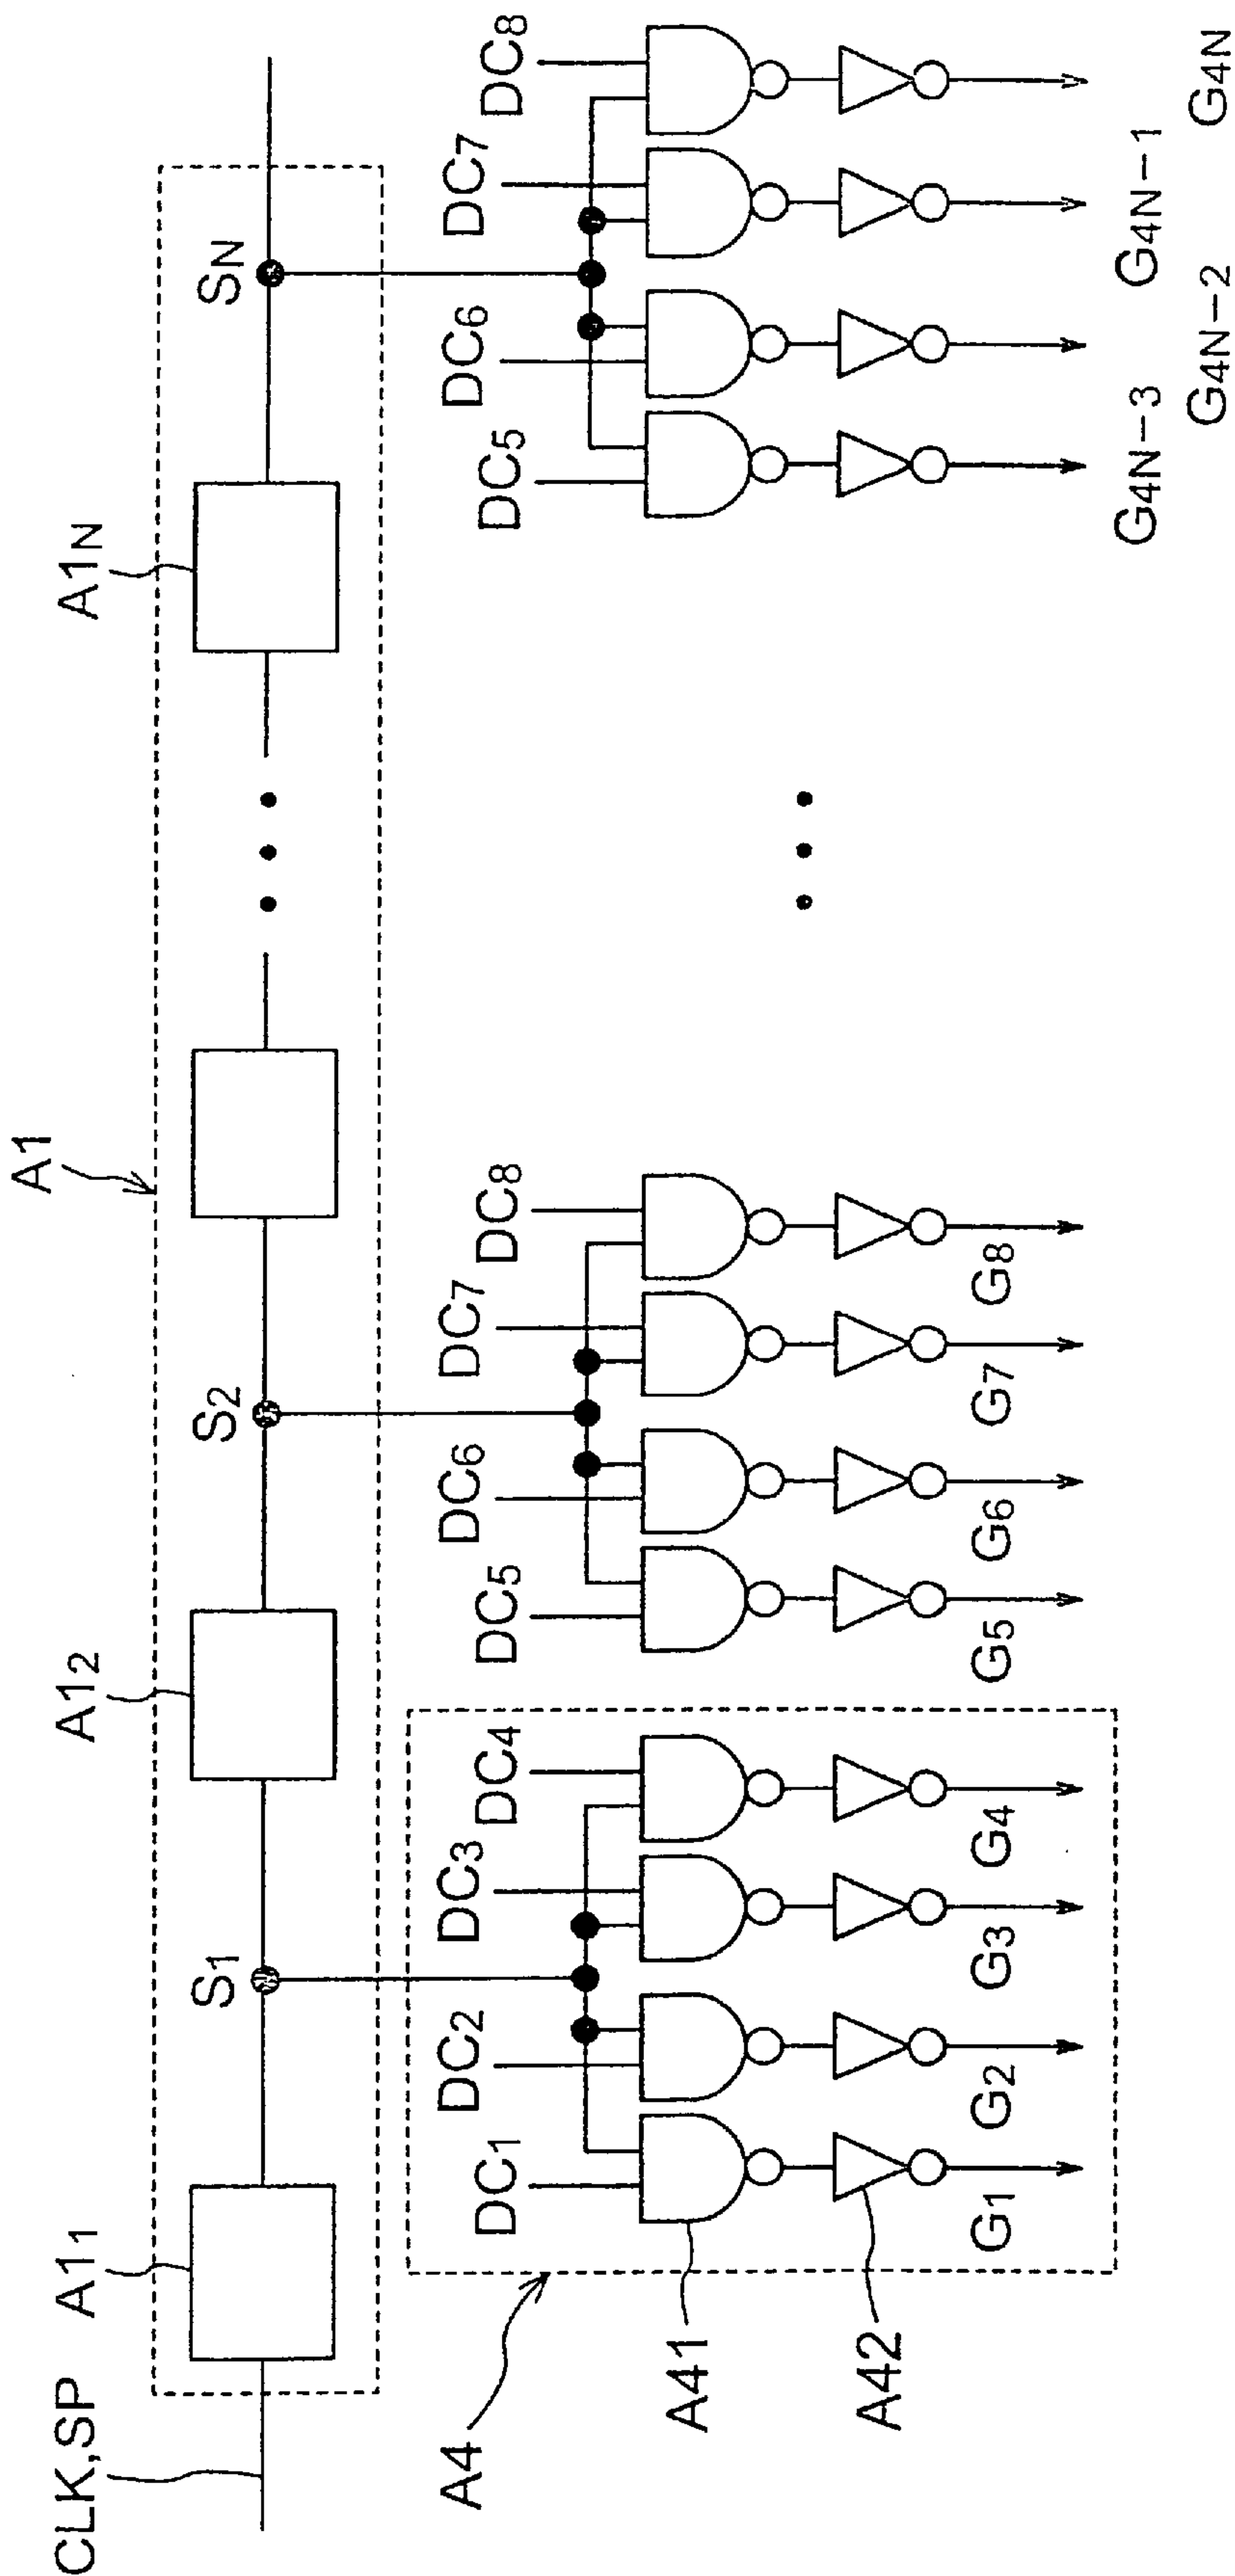 A1
CLK,SP
A11
A12
A1N
S1
S2
SN
DC1
DC2
DC3
DC4
DC5
DC6
DC7
DC8
DC5
DC6
DC7
DC8
A4
A41
A42
G1
G2
G3
G4
G5
G6
G7
G8
G4N-3
G4N-2
G4N-1
G4N